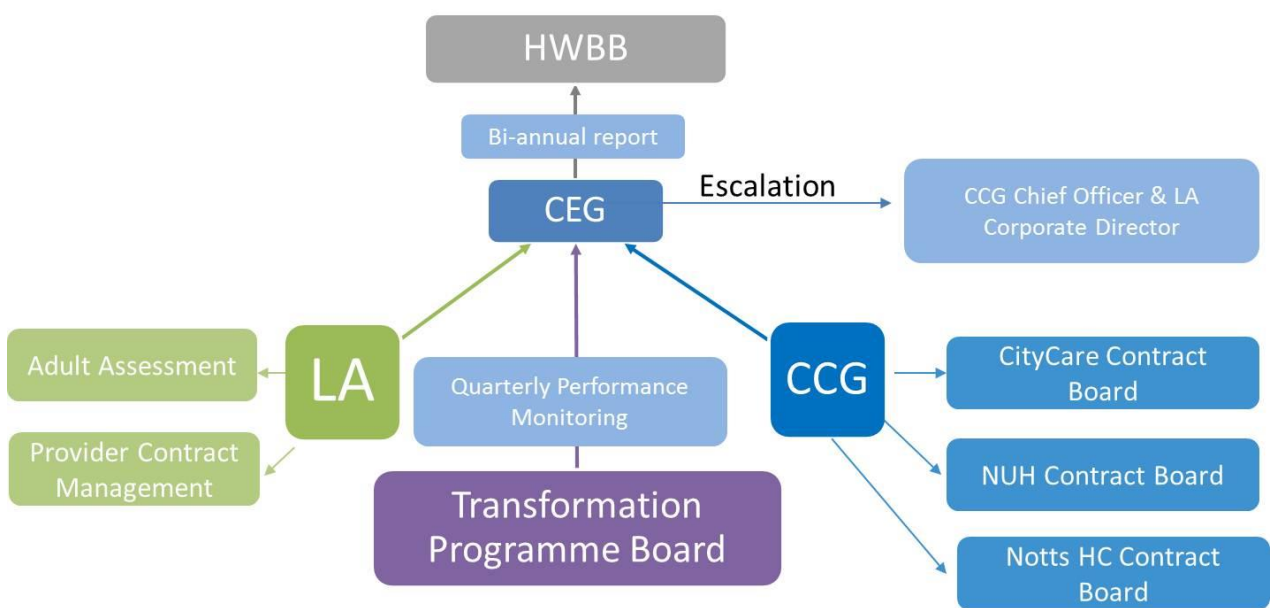 HWBB
Bi-annual report
CEG
Escalation
CCG Chief Officer & LA
Corporate Director
LA
Adult Assessment
Provider Contract
Management
Quarterly Performance
Monitoring
Transformation
Programme Board
CCG
CityCare Contract
Board
NUH Contract Board
Notts HC Contract
Board